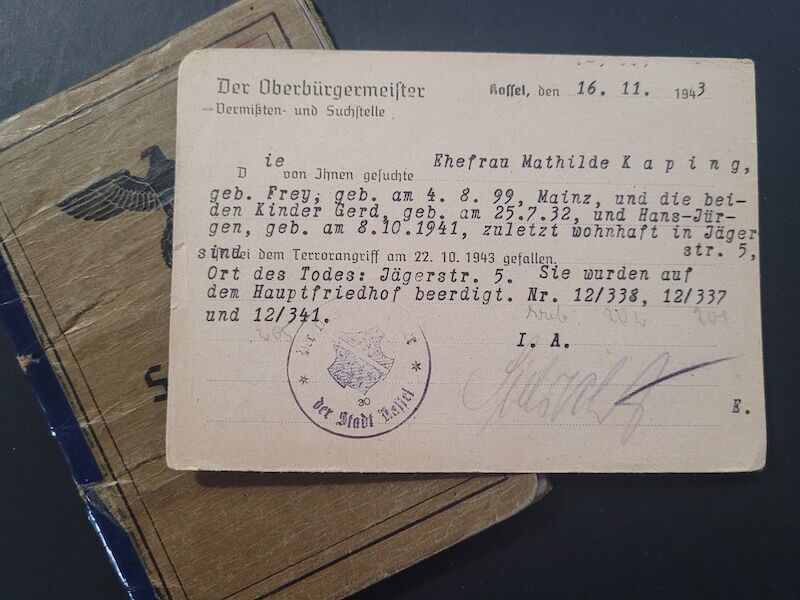 Der Oberbürgermeister
Kassel, den 16. 11. 1943
Vermißten- und Suchstelle
Die von Ihnen gesuchte Ehefrau Mathilde Kaping,
geb. Frey, geb. am 4. 8. 99, Mainz, und die bei-
den Kinder Gerd, geb. am 25.7.32, und Hans-Jür-
gen, geb. am 8.10.1941, zuletzt wohnhaft in Jäger
str. 5,
sind bei dem Terrorangriff am 22. 10. 1943 gefallen.
Ort des Todes: Jägerstr. 5. Sie wurden auf
dem Hauptfriedhof beerdigt. Nr. 12/338, 12/337
und 12/341.
205 202 201
I. A.
E.
30
der Stadt Kassel